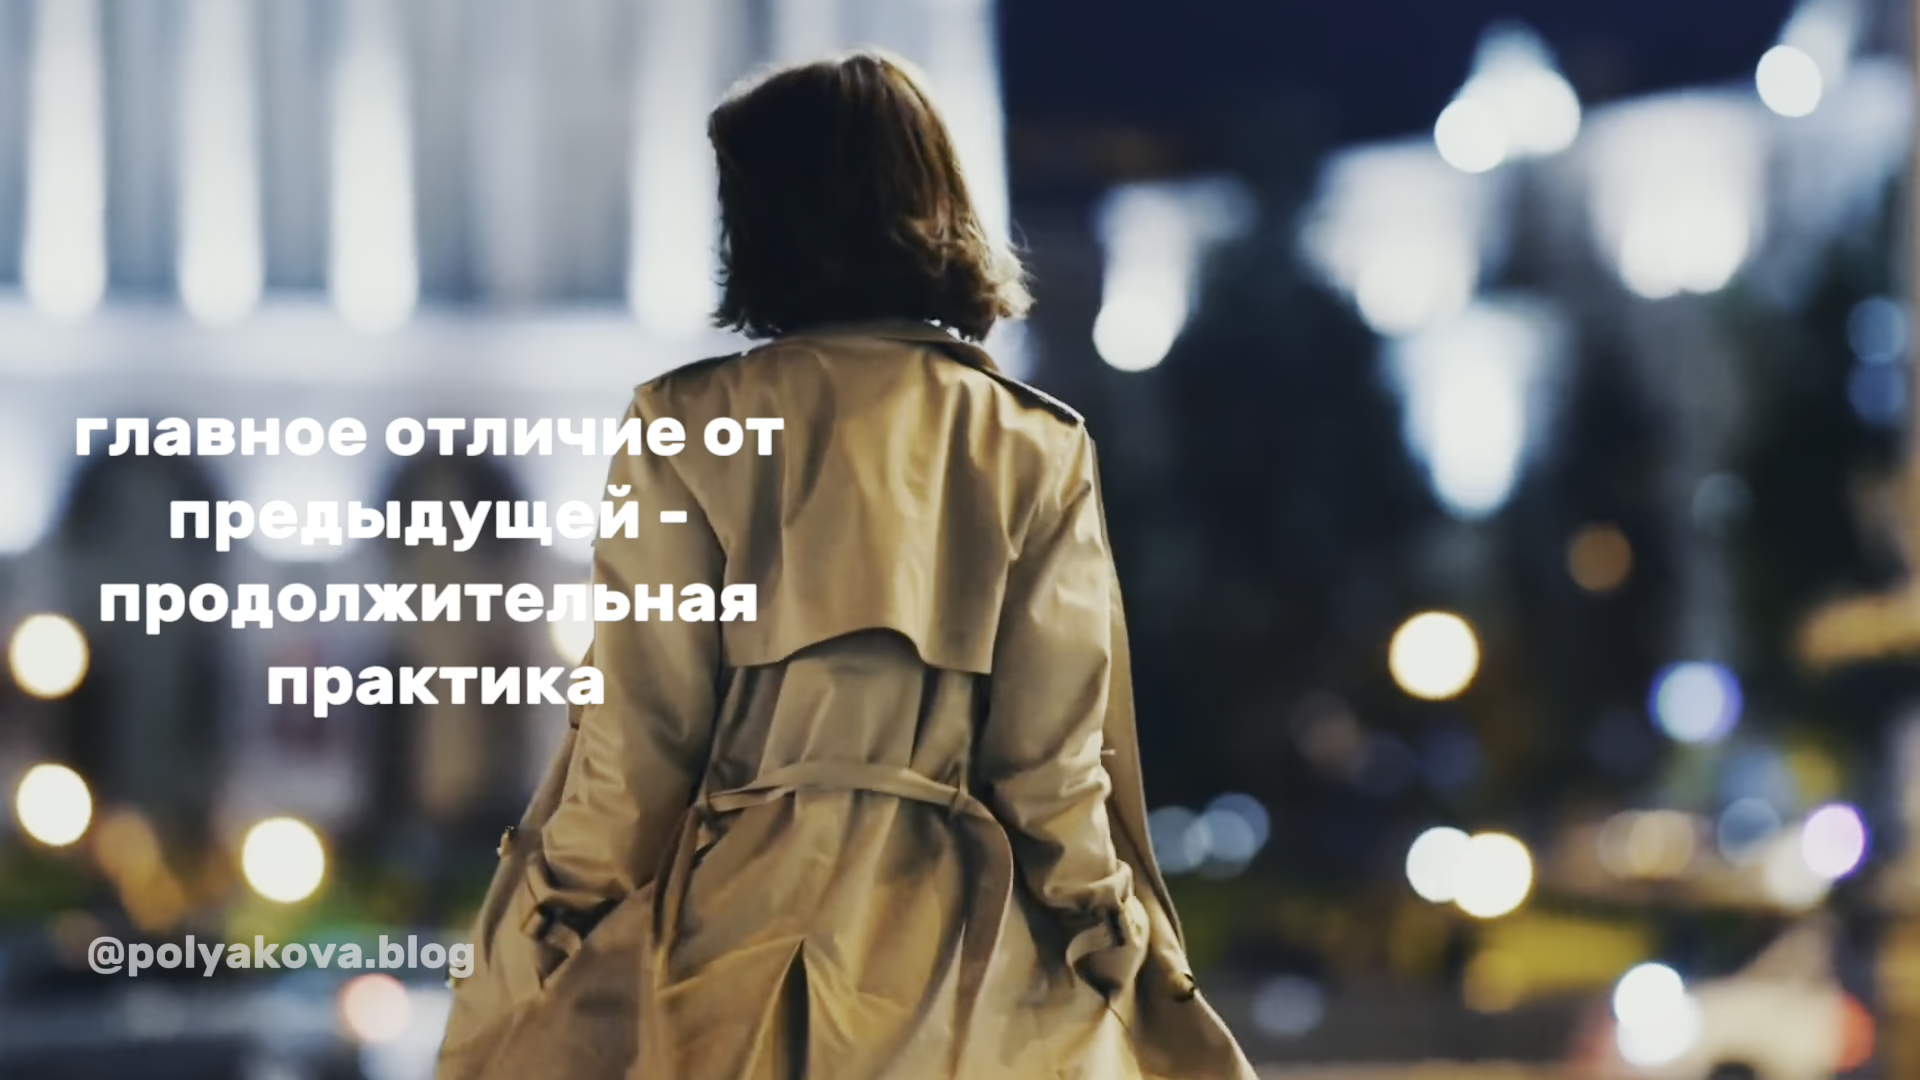 главное отличие от
предыдущей -
продолжительная
практика
@polyakova.blog